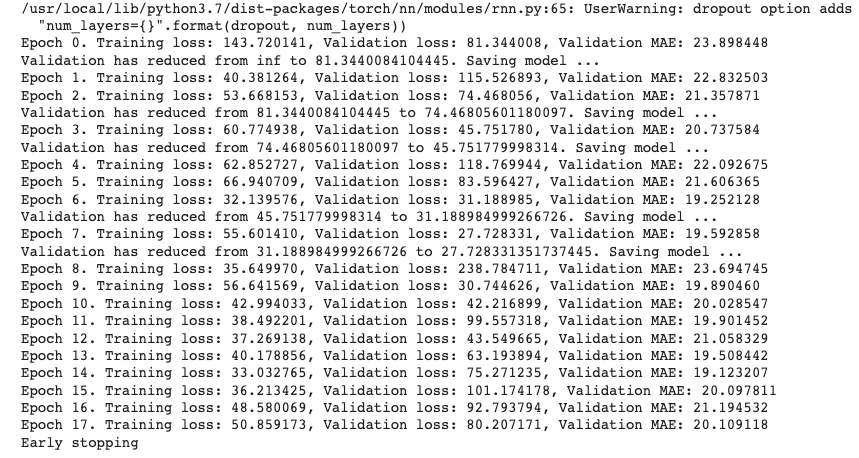 /usr/local/lib/python3.7/dist-packages/torch/nn/modules/rnn.py:65: UserWarning: dropout option adds
"num_layers={}".format(dropout, num_layers))
Epoch 0. Training loss: 143.720141, Validation loss: 81.344008, Validation MAE: 23.898448
Validation has reduced from inf to 81.3440084104445. Saving model ...
Epoch 1. Training loss: 40.381264, Validation loss: 115.526893, Validation MAE: 22.832503
Epoch 2. Training loss: 53.668153, Validation loss: 74.468056, Validation MAE: 21.357871
Validation has reduced from 81.3440084104445 to 74.46805601180097. Saving model ...
Epoch 3. Training loss: 60.774938, Validation loss: 45.751780, Validation MAE: 20.737584
Validation has reduced from 74.46805601180097 to 45.751779998314. Saving model ...
Epoch 4. Training loss: 62.852727, Validation loss: 118.769944, Validation MAE: 22.092675
Epoch 5. Training loss: 66.940709, Validation loss: 83.596427, Validation MAE: 21.606365
Epoch 6. Training loss: 32.139576, Validation loss: 31.188985, Validation MAE: 19.252128
Validation has reduced from 45.751779998314 to 31.188984999266726. Saving model ...
Epoch 7. Training loss: 55.601410, Validation loss: 27.728331, Validation MAE: 19.592858
Validation has reduced from 31.188984999266726 to 27.728331351737445. Saving model ...
Epoch 8. Training loss: 35.649970, Validation loss: 238.784711, Validation MAE: 23.694745
Epoch 9. Training loss: 56.641569, Validation loss: 30.744626, Validation MAE: 19.890460
Epoch 10. Training loss: 42.994033, Validation loss: 42.216899, Validation MAE: 20.028547
Epoch 11. Training loss: 38.492201, Validation loss: 99.557318, Validation MAE: 19.901452
Epoch 12. Training loss: 37.269138, Validation loss: 43.549665, Validation MAE: 21.058329
Epoch 13. Training loss: 40.178856, Validation loss: 63.193894, Validation MAE: 19.508442
Epoch 14. Training loss: 33.032765, Validation loss: 75.271235, Validation MAE: 19.123207
Epoch 15. Training loss: 36.213425, Validation loss: 101.174178, Validation MAE: 20.097811
Epoch 16. Training loss: 48.580069, Validation loss: 92.793794, Validation MAE: 21.194532
Epoch 17. Training loss: 50.859173, Validation loss: 80.207171, Validation MAE: 20.109118
Early stopping